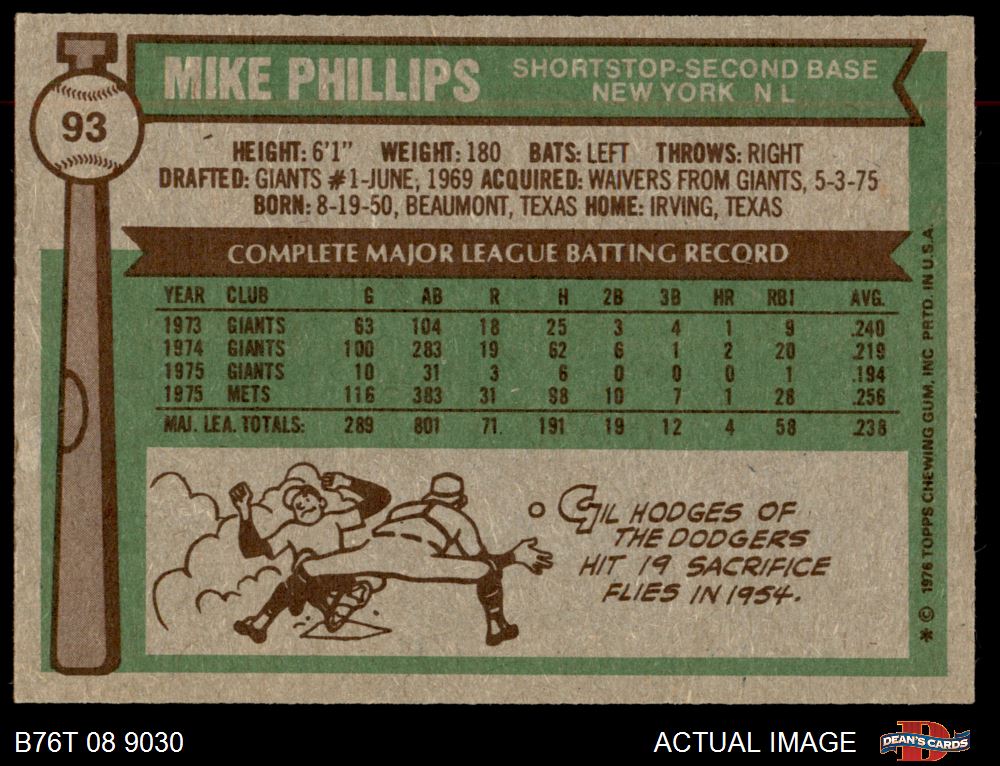 93
MIKE PHILLIPS
SHORTSTOP-SECOND BASE
NEW YORK N L
HEIGHT: 6'1" WEIGHT: 180 BATS: LEFT THROWS: RIGHT
DRAFTED: GIANTS #1-JUNE, 1969 ACQUIRED: WAIVERS FROM GIANTS, 5-3-75
BORN: 8-19-50, BEAUMONT, TEXAS HOME: IRVING, TEXAS
COMPLETE MAJOR LEAGUE BATTING RECORD
YEAR CLUB G AB R H 2B 3B HR RBI AVG.
1973 GIANTS 63 104 18 25 3 4 1 9 .240
1974 GIANTS 100 283 19 62 6 1 2 20 .219
1975 GIANTS 10 31 3 6 0 0 0 1 .194
1975 METS 116 383 31 98 10 7 1 28 .256
MAJ. LEA. TOTALS: 289 801 71 191 19 12 4 58 .238
GIL HODGES OF
THE DODGERS
HIT 19 SACRIFICE
FLIES IN 1954.
* © 1976 TOPPS CHEWING GUM, INC PRTD. IN U.S.A.
B76T 08 9030
ACTUAL IMAGE
DEAN'S CARDS